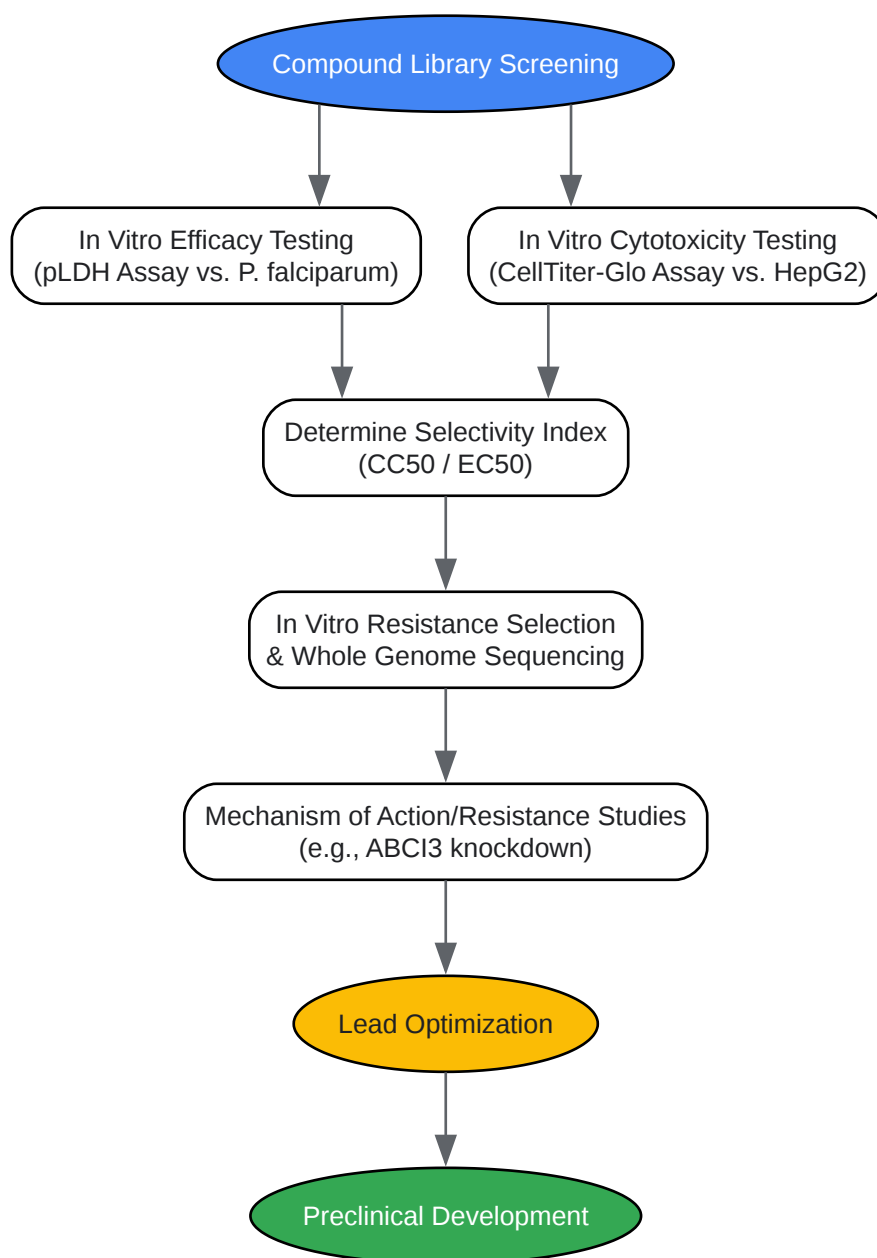 Compound Library Screening
In Vitro Efficacy Testing
(pLDH Assay vs. P. falciparum)
In Vitro Cytotoxicity Testing
(CellTiter-Glo Assay vs. HepG2)
Determine Selectivity Index
(CC50 / EC50)
In Vitro Resistance Selection
& Whole Genome Sequencing
Mechanism of Action/Resistance Studies
(e.g., ABCI3 knockdown)
Lead Optimization
Preclinical Development